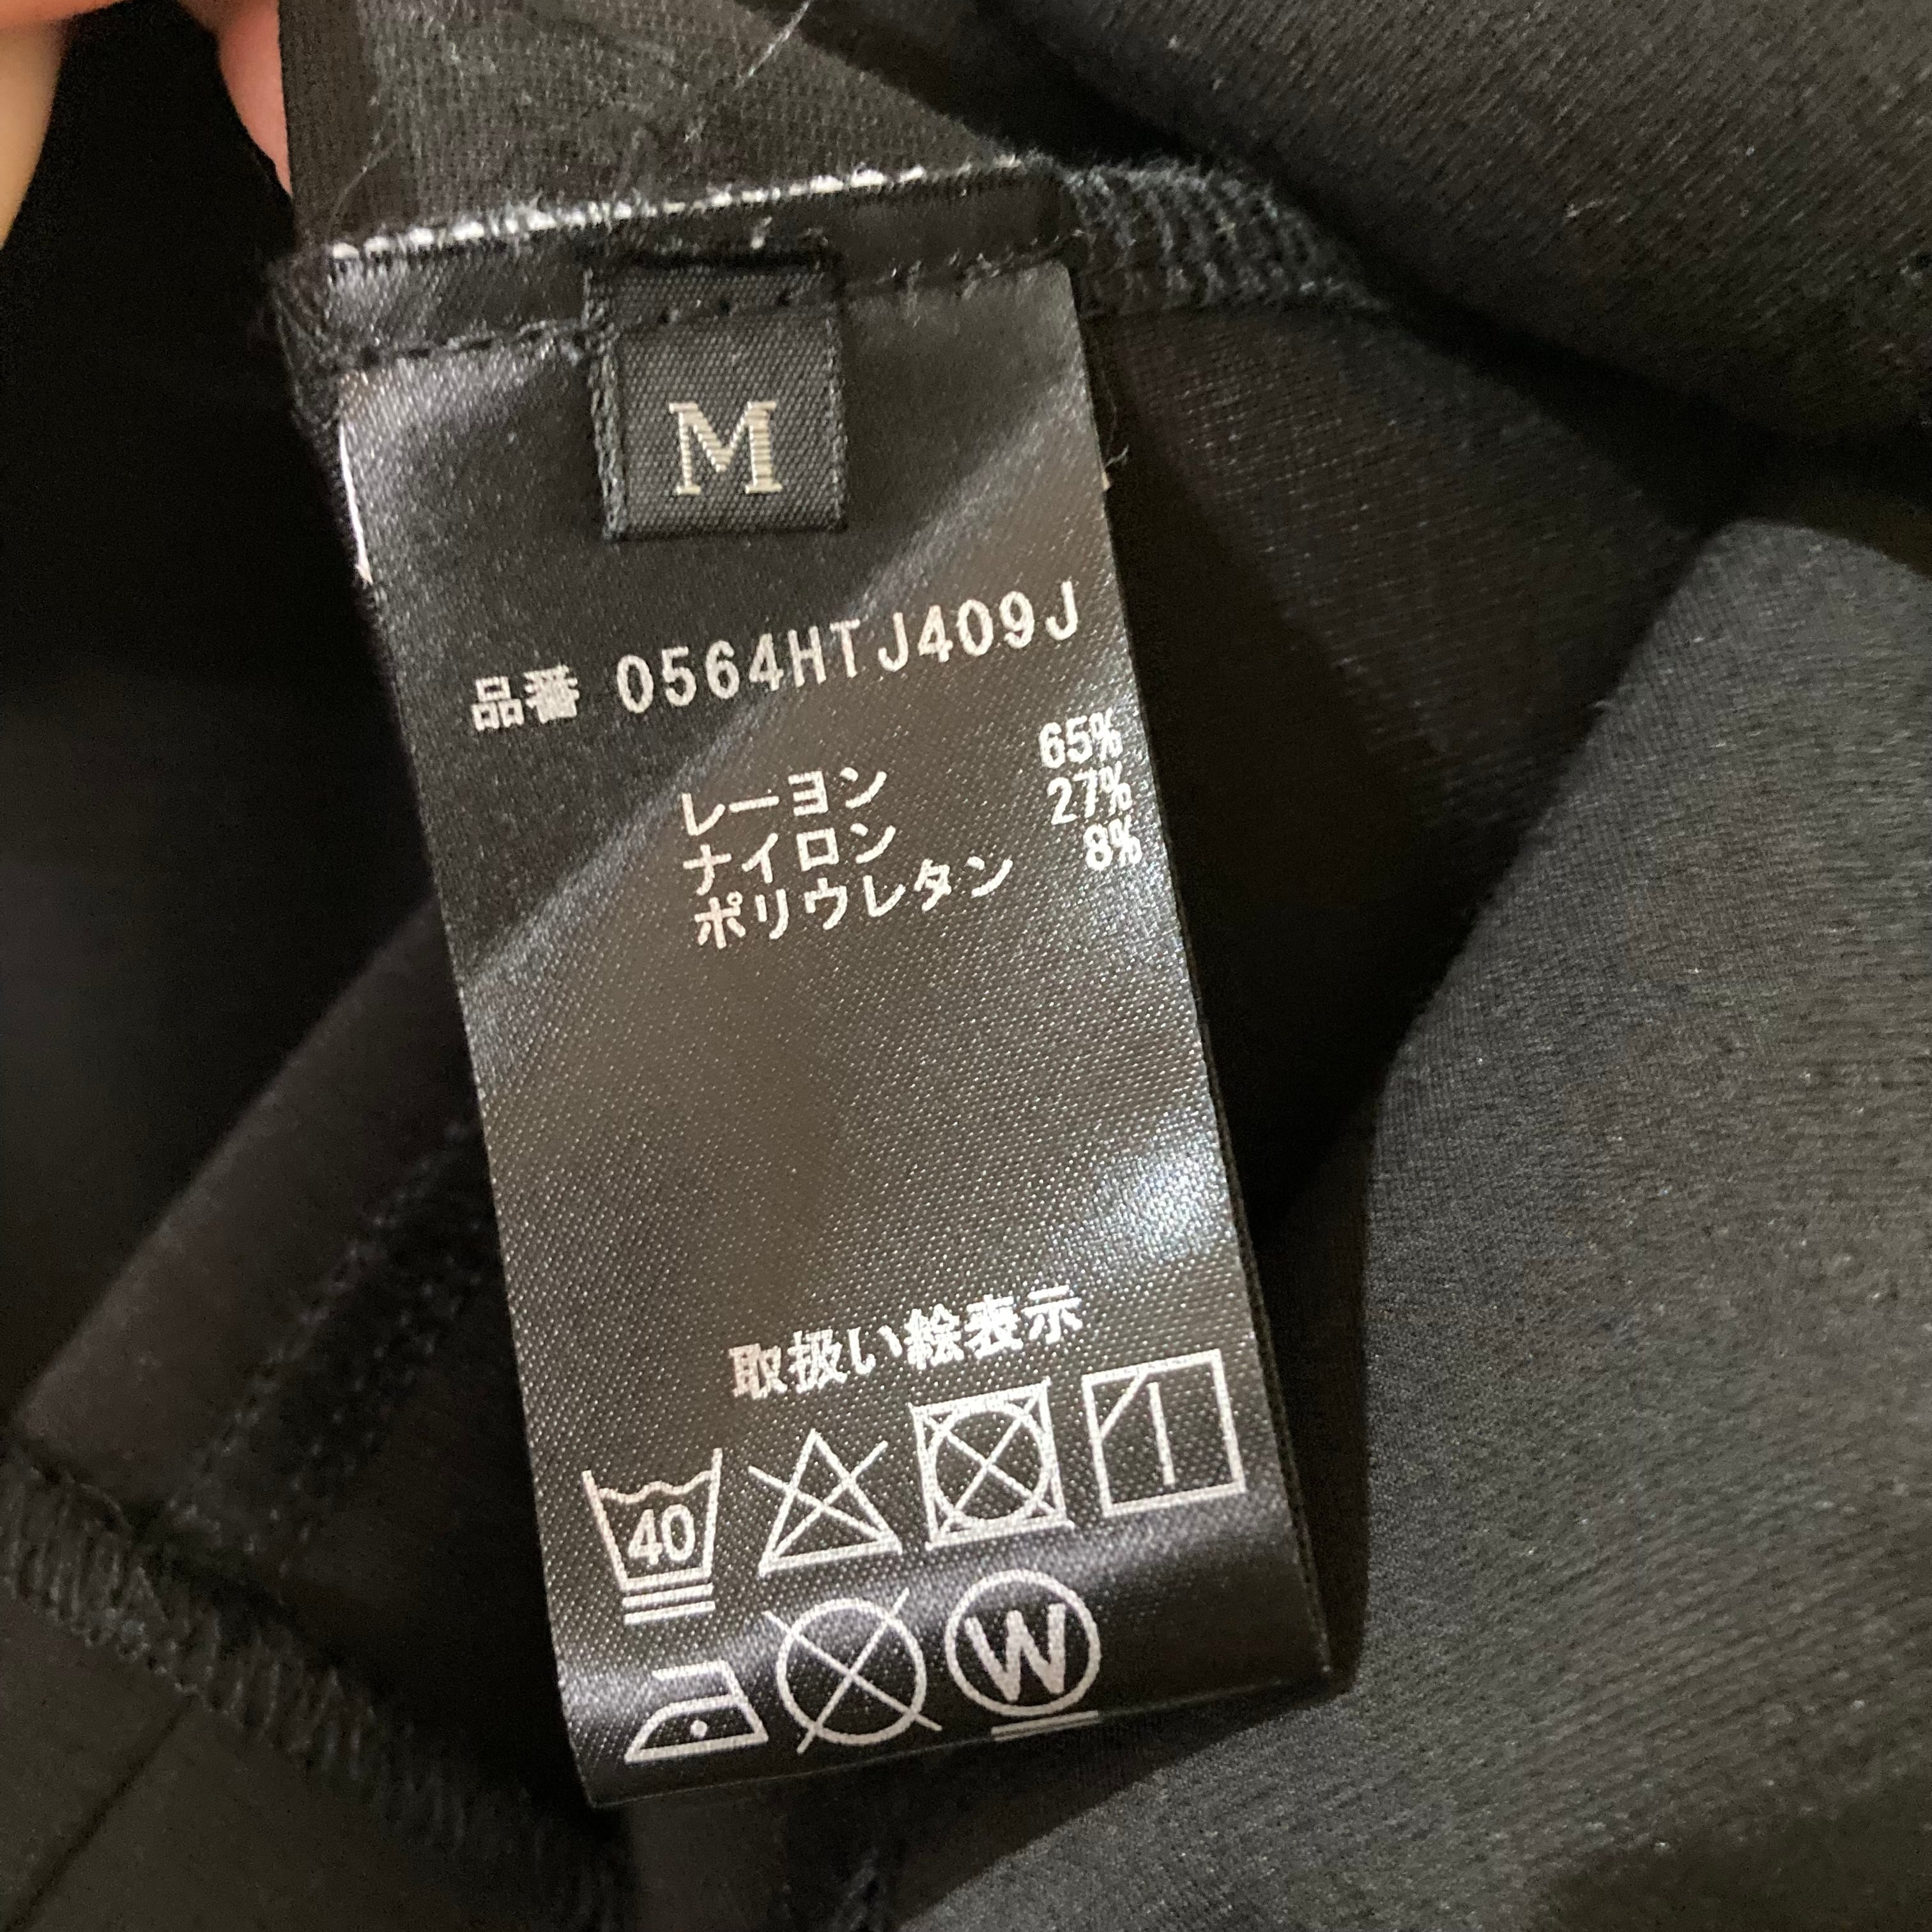 M
品番 0564HTJ409J
レーヨン 65%
ナイロン 27%
ポリウレタン 8%
取扱い絵表示
40
W